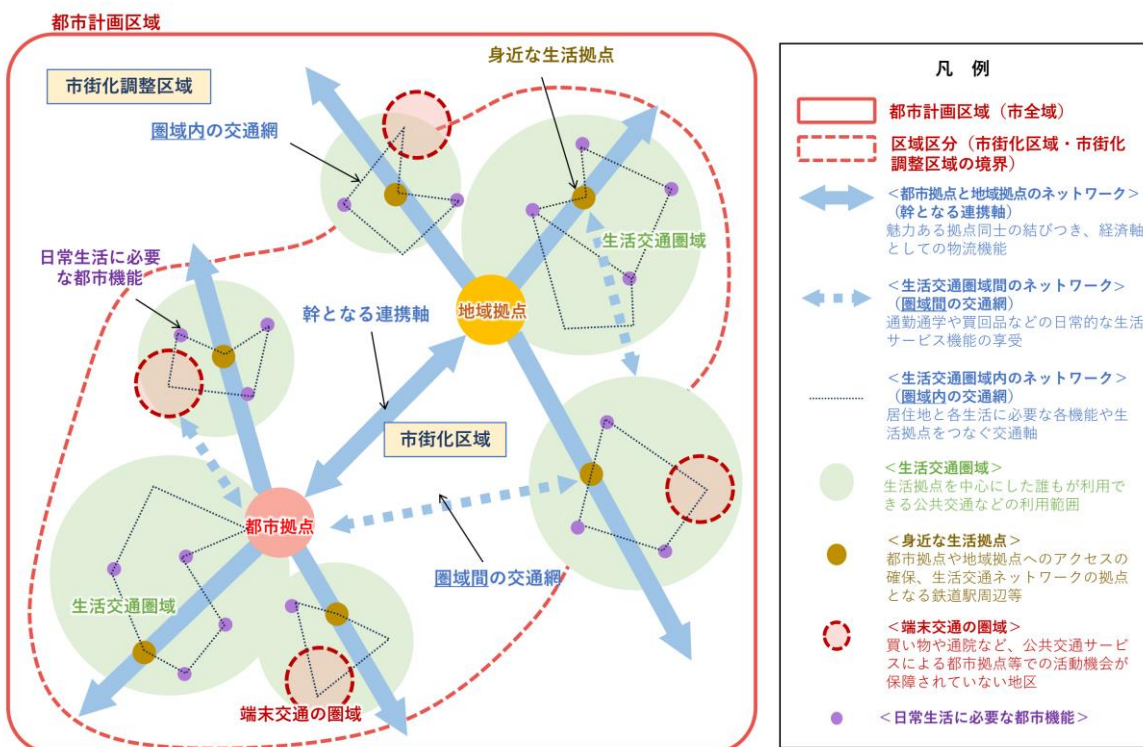 都市計画区域
市街化調整区域
身近な生活拠点
圏域内の交通網
生活交通圏域
日常生活に必要
な都市機能
幹となる連携軸
地域拠点
市街化区域
都市拠点
圏域間の交通網
生活交通圏域
端末交通の圏域
凡 例
都市計画区域（市全域）
区域区分（市街化区域・市街化
調整区域の境界）
＜都市拠点と地域拠点のネットワーク＞
（幹となる連携軸）
魅力ある拠点同士の結びつき、経済軸
としての物流機能
＜生活交通圏域間のネットワーク＞
（圏域間の交通網）
通勤通学や買回品などの日常的な生活
サービス機能の享受
＜生活交通圏域内のネットワーク＞
（圏域内の交通網）
居住地と各生活に必要な各機能や生
活拠点をつなぐ交通軸
＜生活交通圏域＞
生活拠点を中心にした誰もが利用で
きる公共交通などの利用範囲
＜身近な生活拠点＞
都市拠点や地域拠点へのアクセスの
確保、生活交通ネットワークの拠点
となる鉄道駅周辺等
＜端末交通の圏域＞
買い物や通院など、公共交通サービ
スによる都市拠点等での活動機会が
保障されていない地区
＜日常生活に必要な都市機能＞